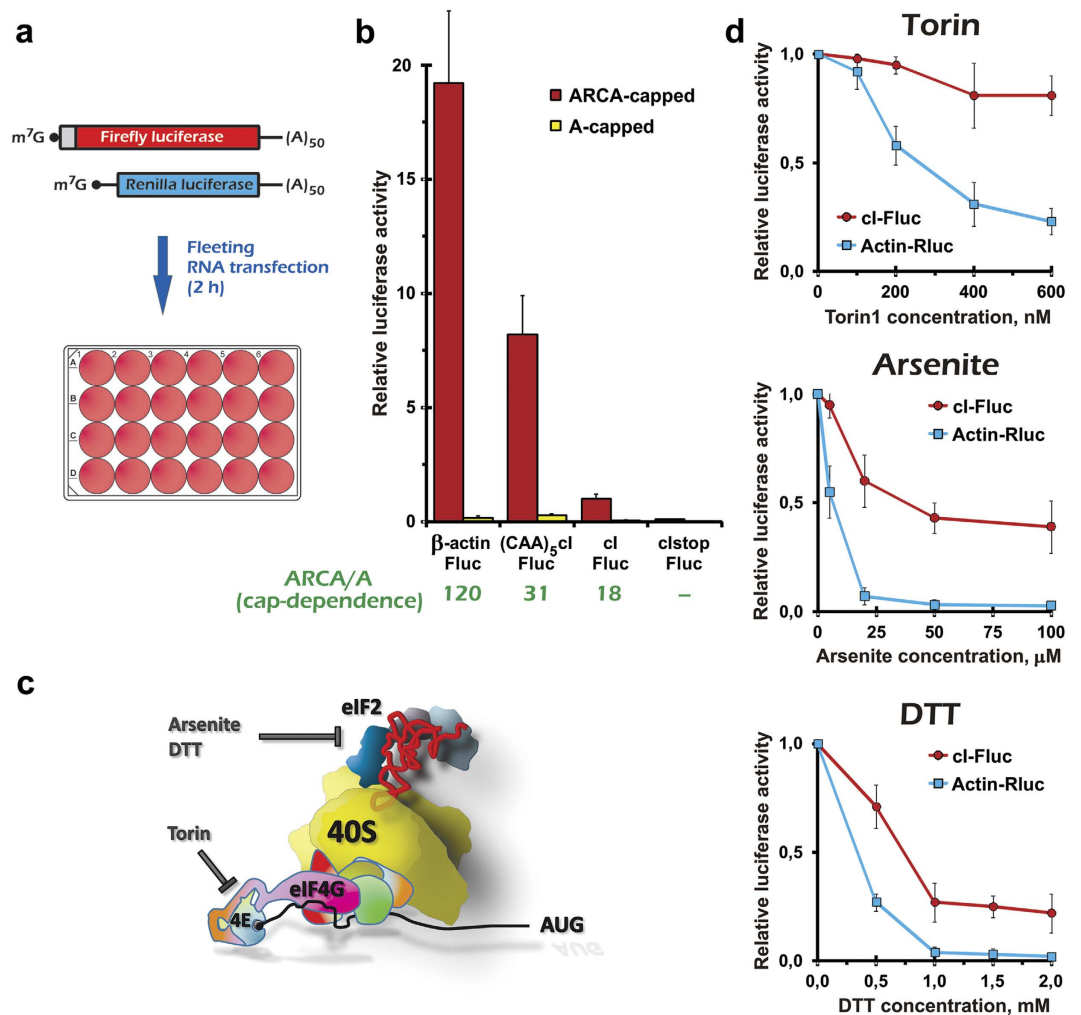 a
m⁷G
Firefly luciferase
(A)₅₀
m⁷G
Renilla luciferase
(A)₅₀
Fleeting
RNA transfection
(2 h)
1 2 3 4 5 6
A
B
C
D
b
Relative luciferase activity
20
15
10
5
0
ARCA-capped
A-capped
β-actin
Fluc
(CAA)₅cI
Fluc
cI
Fluc
cIstop
Fluc
ARCA/A
(cap-dependence)
120
31
18
–
c
Arsenite
DTT
eIF2
40S
Torin
eIF4G
4E
AUG
AUG
d
Torin
Relative luciferase activity
1,0
0,5
0,0
cI-Fluc
Actin-Rluc
0 200 400 600
Torin1 concentration, nM
Arsenite
Relative luciferase activity
1,0
0,5
0,0
cI-Fluc
Actin-Rluc
0 25 50 75 100
Arsenite concentration, μM
DTT
Relative luciferase activity
1,0
0,5
0,0
cI-Fluc
Actin-Rluc
0,0 0,5 1,0 1,5 2,0
DTT concentration, mM